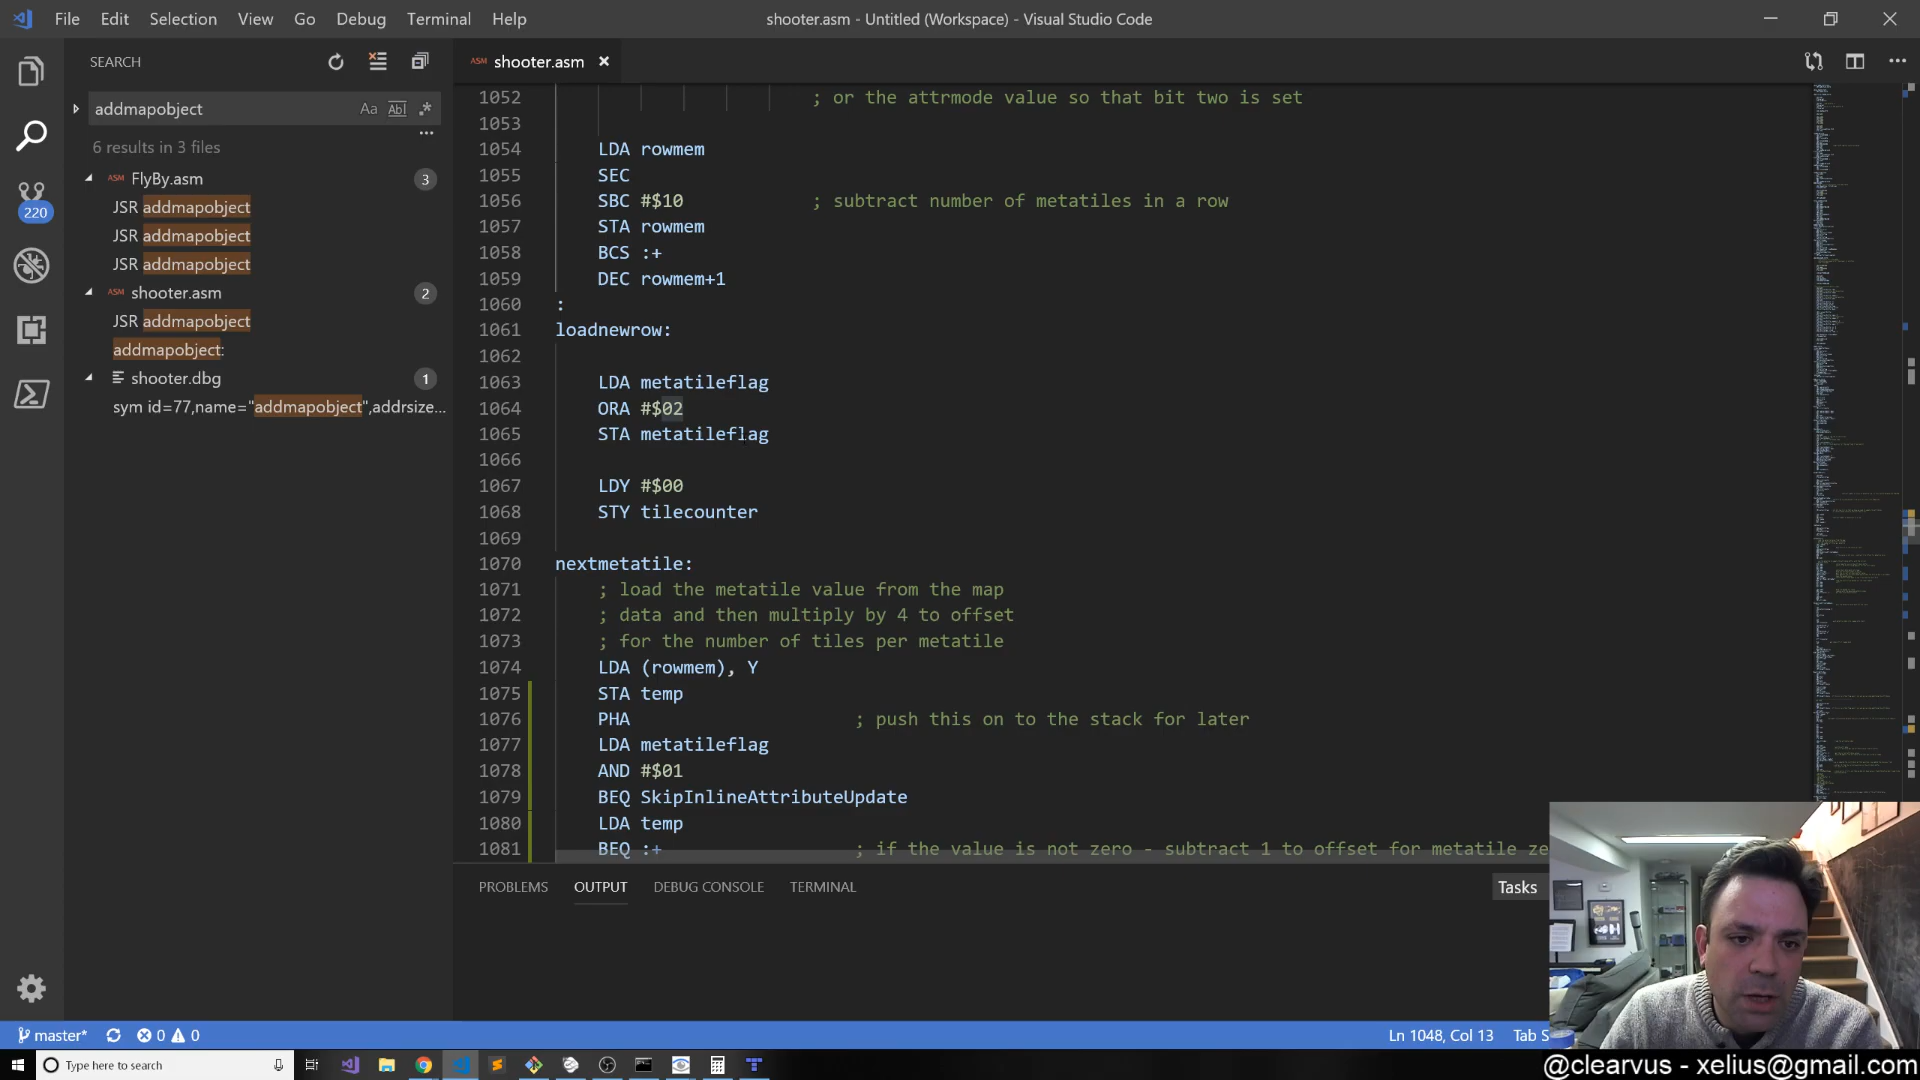 File Edit Selection View Go Debug Terminal Help
shooter.asm - Untitled (Workspace) - Visual Studio Code
SEARCH
addmapobject
Aa Abl .*
6 results in 3 files
ASM FlyBy.asm 3
JSR addmapobject
JSR addmapobject
JSR addmapobject
ASM shooter.asm 2
JSR addmapobject
addmapobject:
shooter.dbg 1
sym id=77,name="addmapobject",addrsize...
220
ASM shooter.asm
1052 ; or the attrmode value so that bit two is set
1053
1054 LDA rowmem
1055 SEC
1056 SBC #$10 ; subtract number of metatiles in a row
1057 STA rowmem
1058 BCS :+
1059 DEC rowmem+1
1060 :
1061 loadnewrow:
1062
1063 LDA metatileflag
1064 ORA #$02
1065 STA metatileflag
1066
1067 LDY #$00
1068 STY tilecounter
1069
1070 nextmetatile:
1071 ; load the metatile value from the map
1072 ; data and then multiply by 4 to offset
1073 ; for the number of tiles per metatile
1074 LDA (rowmem), Y
1075 STA temp
1076 PHA ; push this on to the stack for later
1077 LDA metatileflag
1078 AND #$01
1079 BEQ SkipInlineAttributeUpdate
1080 LDA temp
1081 BEQ :+ ; if the value is not zero - subtract 1 to offset for metatile ze
PROBLEMS OUTPUT DEBUG CONSOLE TERMINAL
Tasks
master* 0 0
Ln 1048, Col 13 Tab S
Type here to search
@clearvus - xelius@gmail.com